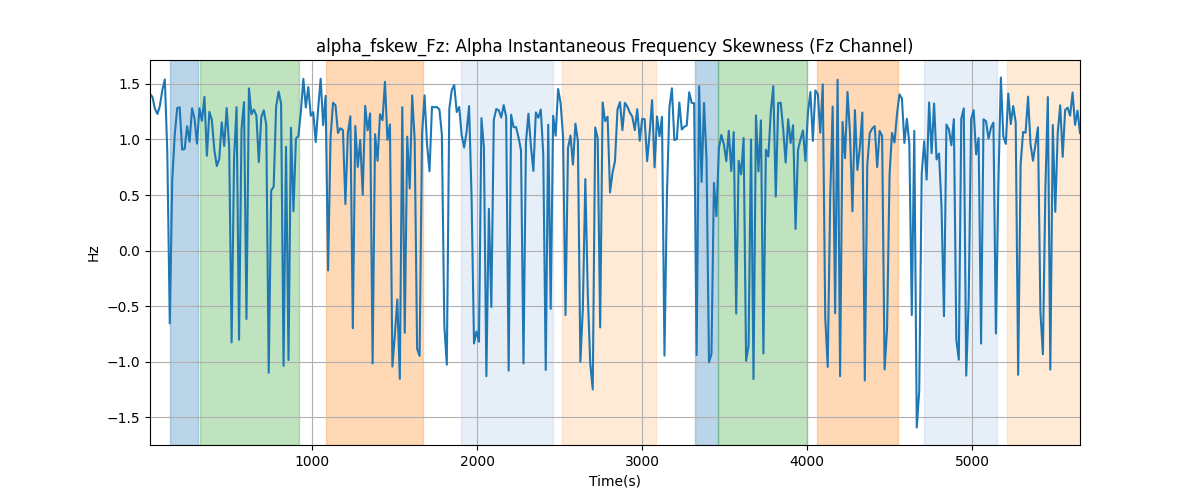 alpha_fskew_Fz: Alpha Instantaneous Frequency Skewness (Fz Channel)
1.5
1.0
0.5
0.0
−0.5
−1.0
−1.5
Hz
1000 2000 3000 4000 5000
Time(s)